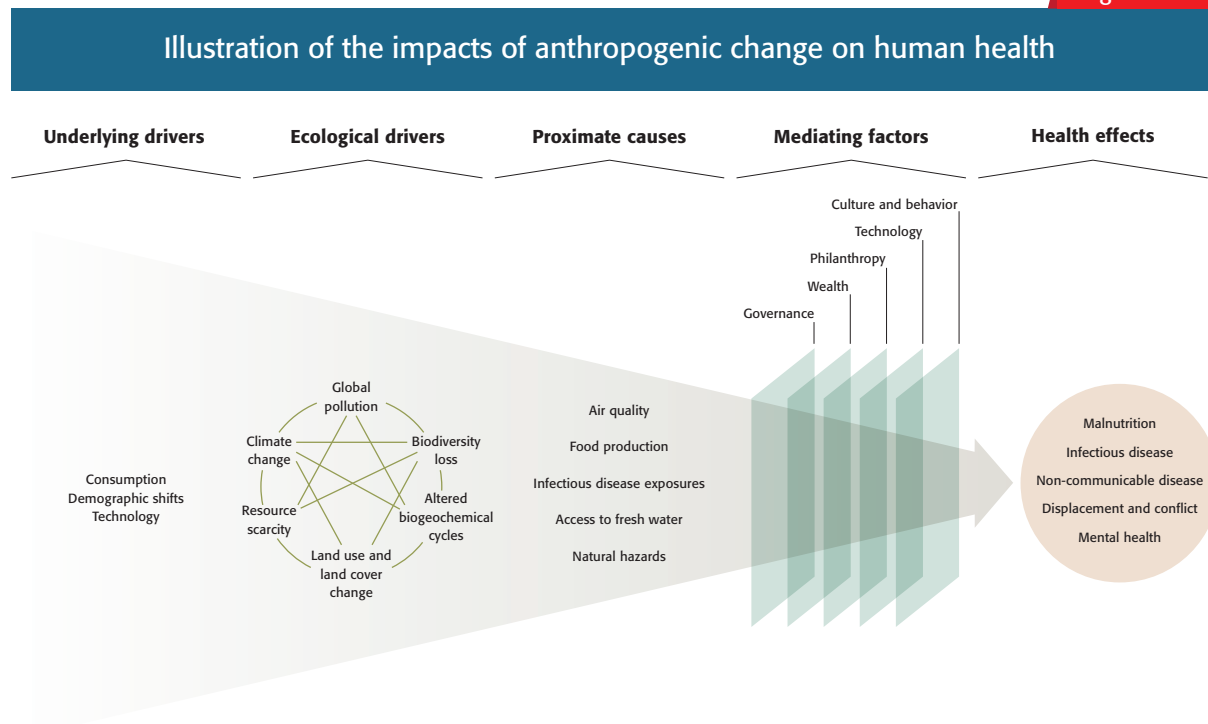 Illustration of the impacts of anthropogenic change on human health
Underlying drivers
Ecological drivers
Proximate causes
Mediating factors
Health effects
Consumption
Demographic shifts
Technology
Global
pollution
Climate
change
Biodiversity
loss
Resource
scarcity
Altered
biogeochemical
cycles
Land use and
land cover
change
Air quality
Food production
Infectious disease exposures
Access to fresh water
Natural hazards
Culture and behavior
Technology
Philanthropy
Wealth
Governance
Malnutrition
Infectious disease
Non-communicable disease
Displacement and conflict
Mental health